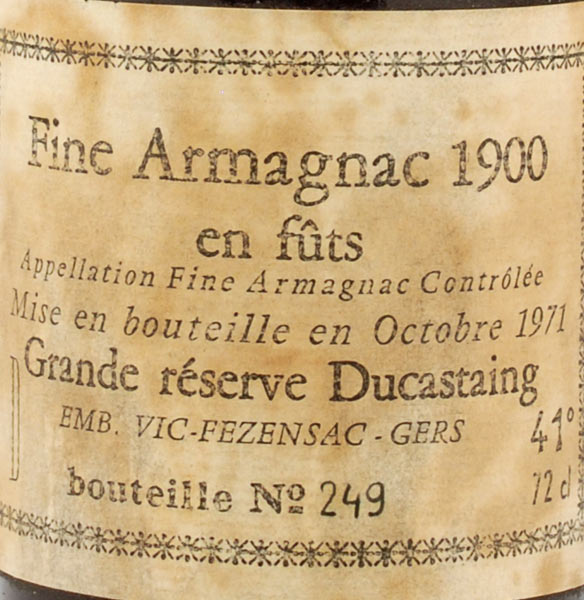 Fine Armagnac 1900
en fûts
Appellation Fine Armagnac Contrôlée
Mise en bouteille en Octobre 1971
Grande réserve Ducastaing
EMB. VIC-FEZENSAC - GERS
41°
bouteille Nº 249
72 cl